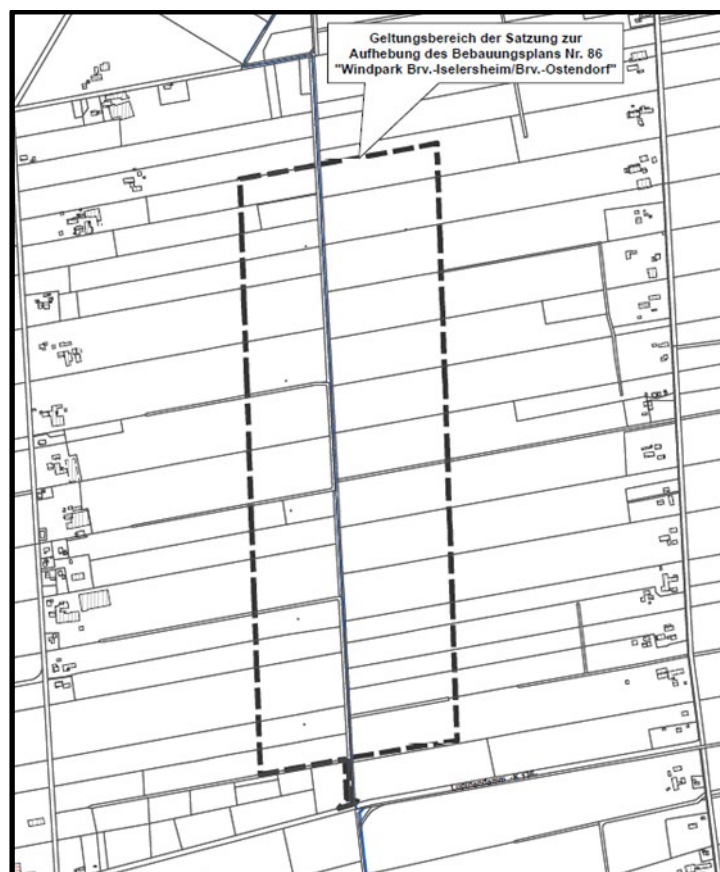 Geltungsbereich der Satzung zur
Aufhebung des Bebauungsplans Nr. 86
"Windpark Brv.-Iselersheim/Brv.-Ostendorf"